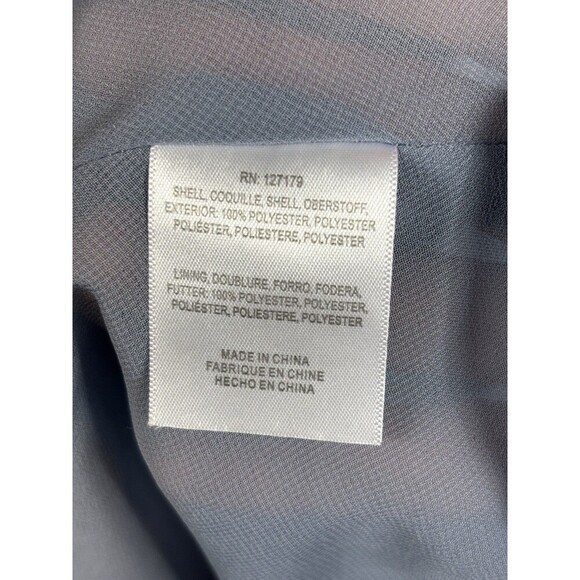 RN: 127179
SHELL, COQUILLE, SHELL, OBERSTOFF,
EXTERIOR: 100% POLYESTER, POLYESTER
POLIÉSTER, POLIESTERE, POLYESTER
LINING, DOUBLURE, FORRO, FODERA,
FUTTER: 100% POLYESTER, POLYESTER,
POLIÉSTER, POLIESTERE, POLYESTER
MADE IN CHINA
FABRIQUE EN CHINE
HECHO EN CHINA